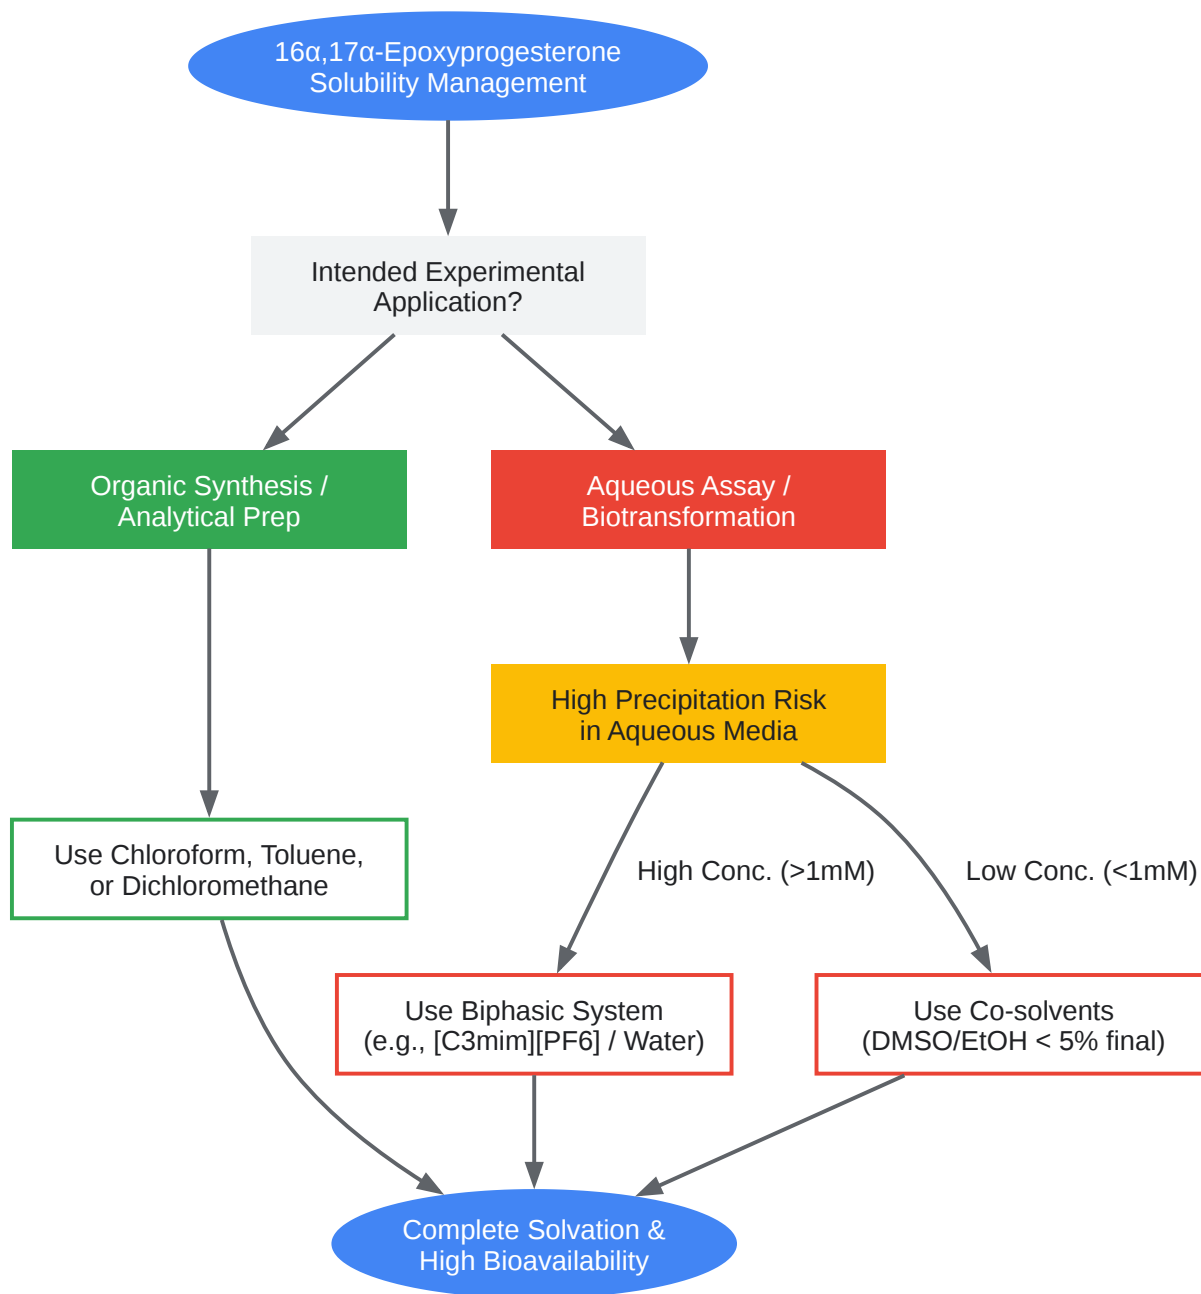 16α,17α-Epoxyprogesterone
Solubility Management
Intended Experimental
Application?
Organic Synthesis /
Analytical Prep
Aqueous Assay /
Biotransformation
High Precipitation Risk
in Aqueous Media
Use Chloroform, Toluene,
or Dichloromethane
High Conc. (>1mM)
Low Conc. (<1mM)
Use Biphasic System
(e.g., [C3mim][PF6] / Water)
Use Co-solvents
(DMSO/EtOH < 5% final)
Complete Solvation &
High Bioavailability